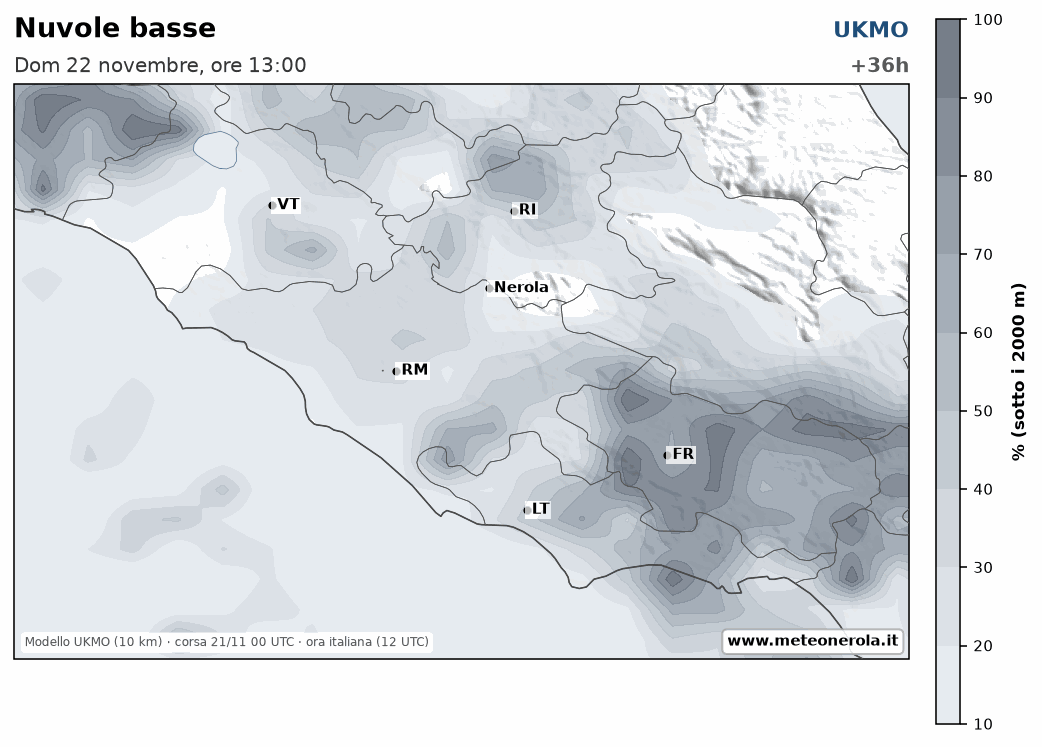 Nuvole basse
UKMO
Dom 22 novembre, ore 13:00
+36h
VT
RI
Nerola
RM
FR
LT
Modello UKMO (10 km) · corsa 21/11 00 UTC · ora italiana (12 UTC)
www.meteonerola.it
100
90
80
70
60
50
40
30
20
10
% (sotto i 2000 m)